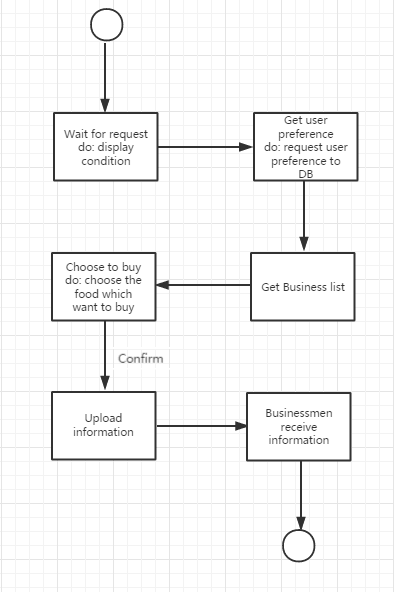 Wait for request
do: display
condition
Get user
preference
do: request user
preference to
DB
Choose to buy
do: choose the
food which
want to buy
Get Business list
Confirm
Upload
information
Businessmen
receive
information